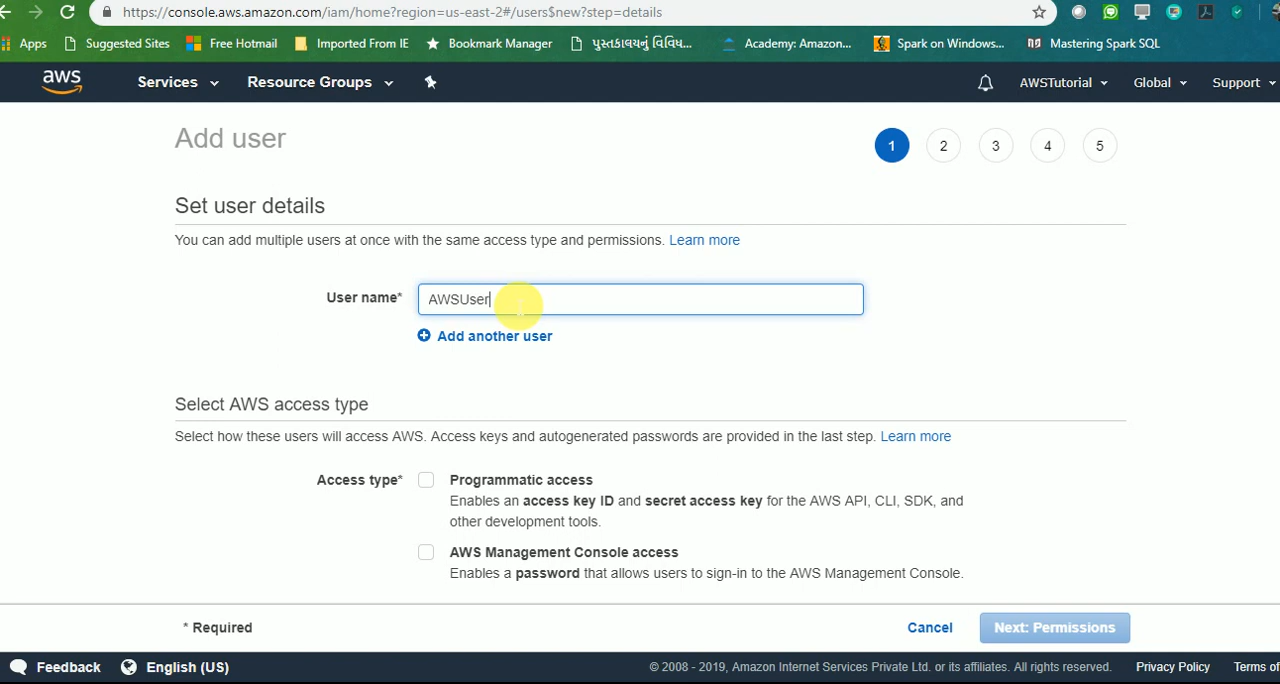 https://console.aws.amazon.com/iam/home?region=us-east-2#/users$new?step=details
Apps Suggested Sites Free Hotmail Imported From IE Bookmark Manager પુસ્તકાલયનું વિવિ... Academy: Amazon... Spark on Windows... Mastering Spark SQL
aws Services Resource Groups AWSTutorial Global Support
Add user 1 2 3 4 5
Set user details
You can add multiple users at once with the same access type and permissions. Learn more
User name* AWSUser
Add another user
Select AWS access type
Select how these users will access AWS. Access keys and autogenerated passwords are provided in the last step. Learn more
Access type* Programmatic access
Enables an access key ID and secret access key for the AWS API, CLI, SDK, and
other development tools.
AWS Management Console access
Enables a password that allows users to sign-in to the AWS Management Console.
* Required Cancel Next: Permissions
Feedback English (US) © 2008 - 2019, Amazon Internet Services Private Ltd. or its affiliates. All rights reserved. Privacy Policy Terms of